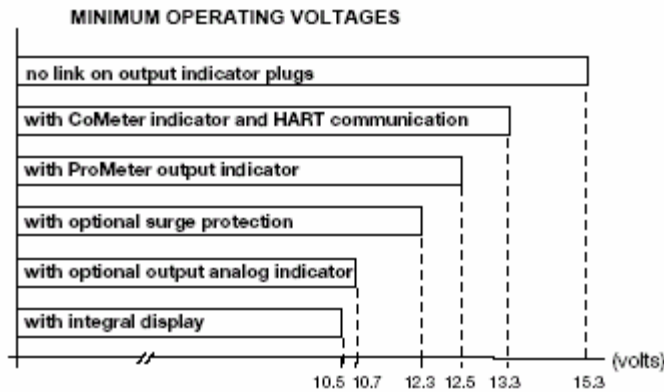 MINIMUM OPERATING VOLTAGES
no link on output indicator plugs
with CoMeter indicator and HART communication
with ProMeter output indicator
with optional surge protection
with optional output analog indicator
with integral display
(volts)
10.5 10.7 12.3 12.5 13.3 15.3